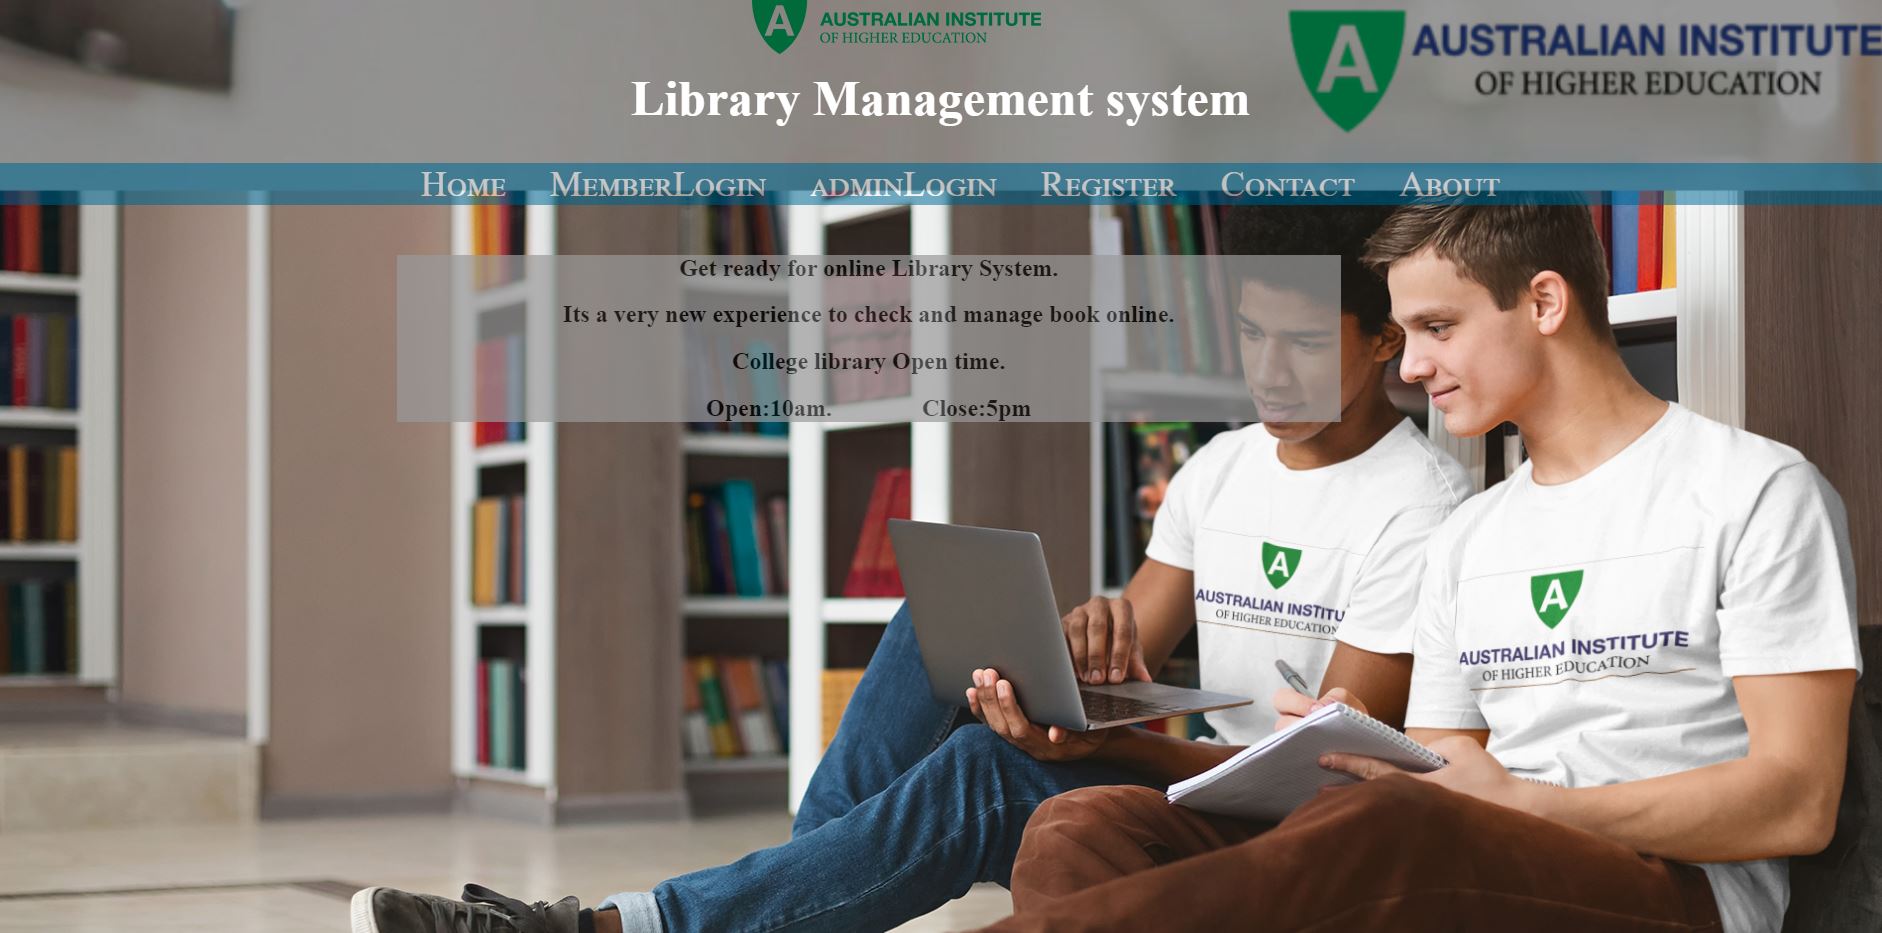 AUSTRALIAN INSTITUTE
OF HIGHER EDUCATION
AUSTRALIAN INSTITUTE
OF HIGHER EDUCATION
Library Management system
Home MemberLogin adminLogin Register Contact About
Get ready for online Library System.
Its a very new experience to check and manage book online.
College library Open time.
Open:10am. Close:5pm
A
AUSTRALIAN INSTITU
OF HIGHER EDUCATION
A
AUSTRALIAN INSTITUTE
OF HIGHER EDUCATION